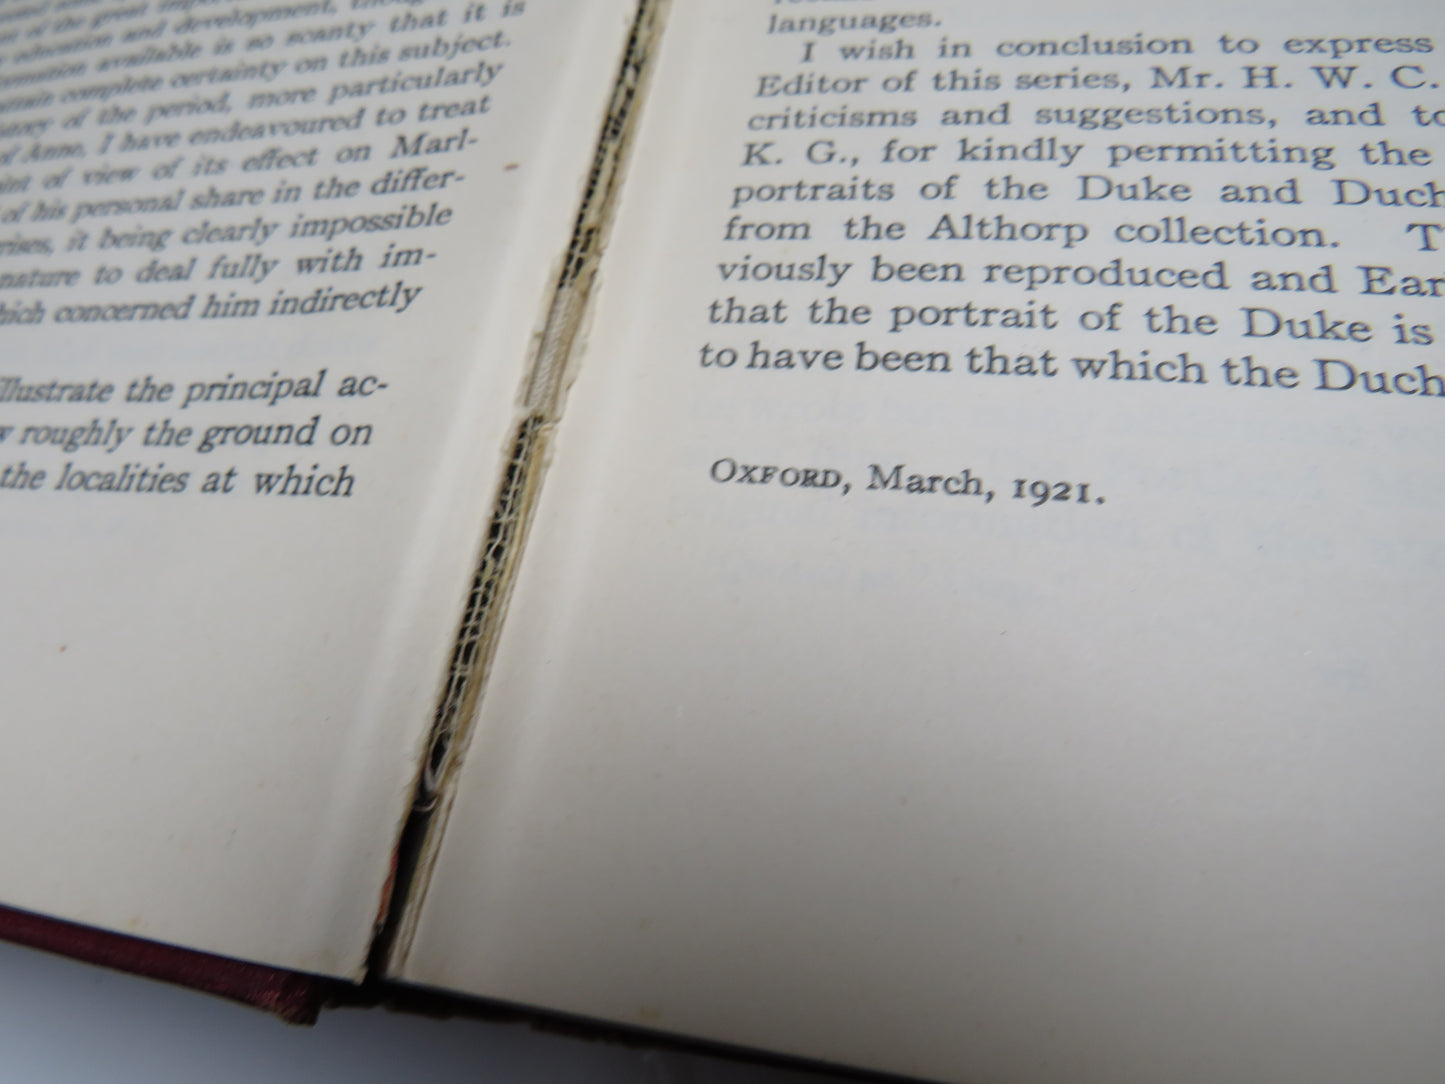 of the great
education and development,
formation available is so scanty that it is
complete certainty on this subject.
of the period, more particularly
of Anne, I have endeavoured to treat
of view of its effect on Marl-
of his personal share in the differ-
it being clearly impossible
nature to deal fully with im-
which concerned him indirectly
illustrate the principal ac-
roughly the ground on
the localities at which
languages.
I wish in conclusion to express
Editor of this series, Mr. H. W. C.
criticisms and suggestions, and to
K. G., for kindly permitting the
portraits of the Duke and Duch
from the Althorp collection. T
viously been reproduced and Ear
that the portrait of the Duke is
to have been that which the Duch
OXFORD, March, 1921.